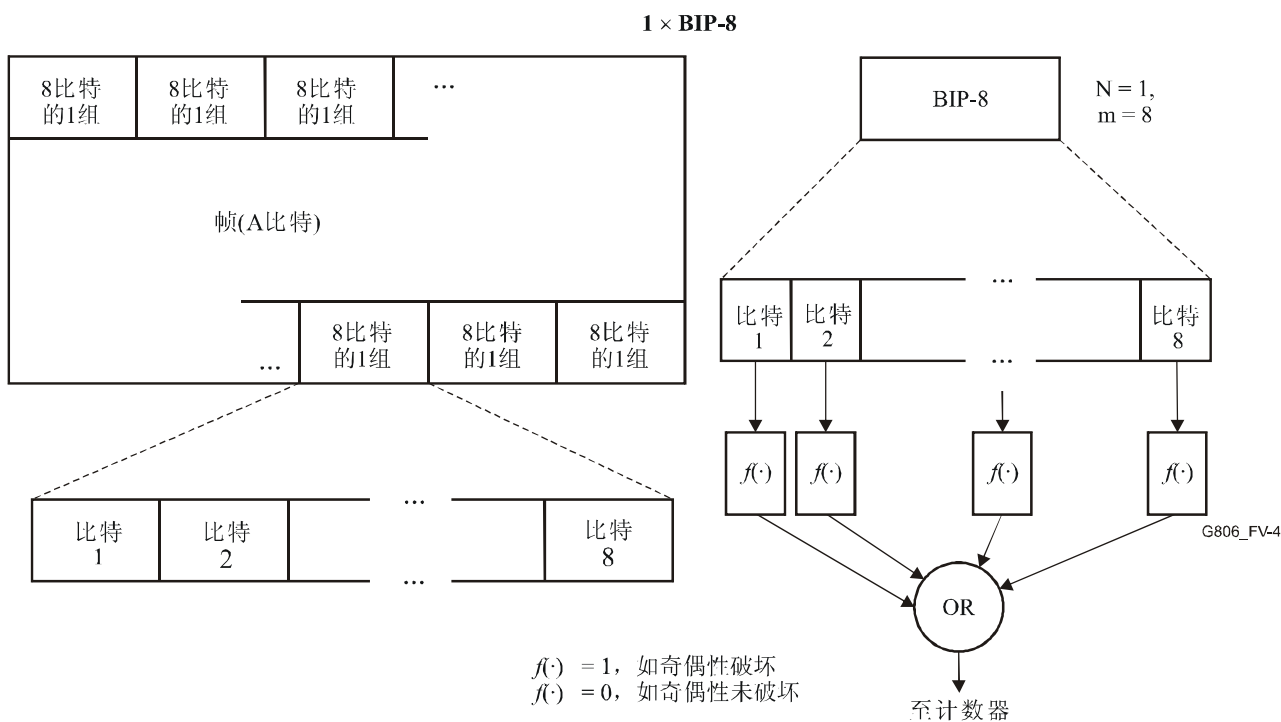 1 × BIP-8
8比特
的1组
8比特
的1组
8比特
的1组
...
帧(A比特)
...
8比特
的1组
8比特
的1组
8比特
的1组
比特
1
比特
2
...
...
比特
8
BIP-8
N = 1,
m = 8
比特
1
比特
2
...
...
比特
8
f(·)
f(·)
f(·)
f(·)
G806_FV-4
OR
f(·) = 1, 如奇偶性破坏
f(·) = 0, 如奇偶性未破坏
至计数器